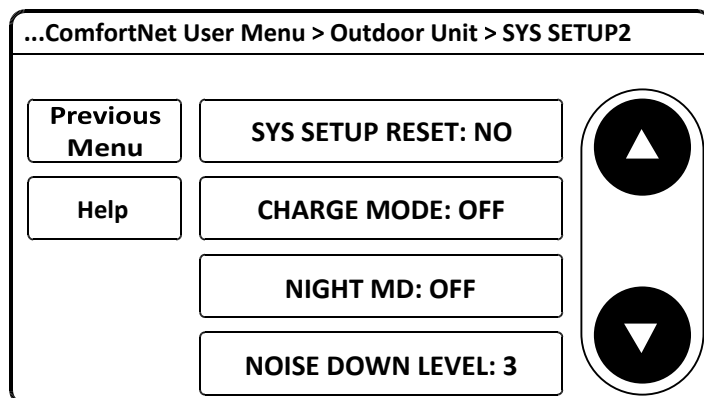 ...ComfortNet User Menu > Outdoor Unit > SYS SETUP2
Previous
Menu
SYS SETUP RESET: NO
Help
CHARGE MODE: OFF
NIGHT MD: OFF
NOISE DOWN LEVEL: 3